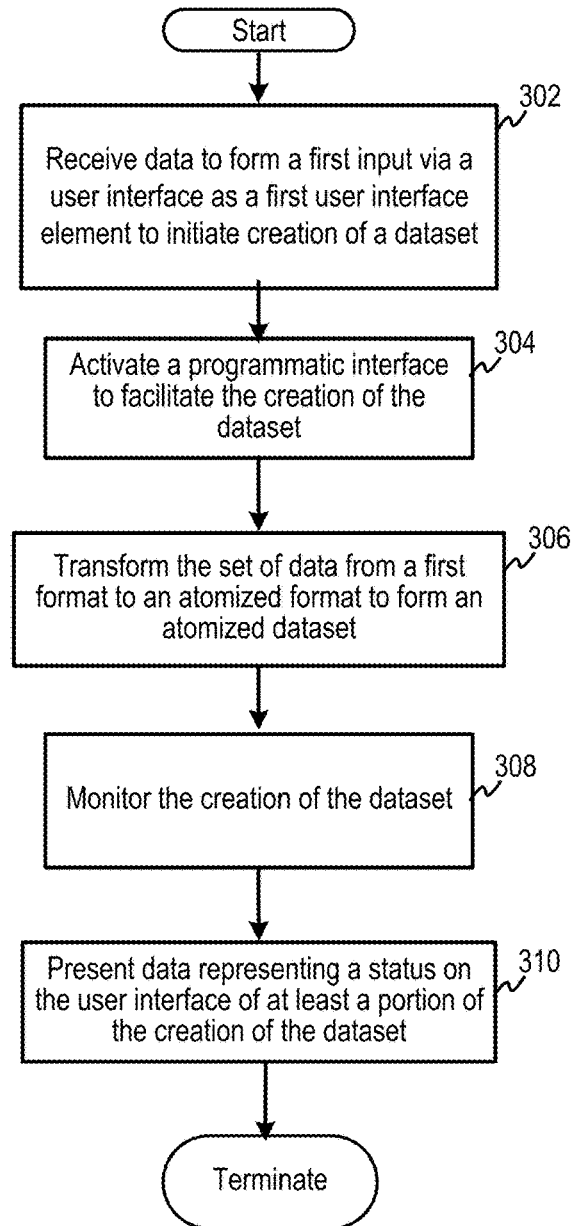 Start
302
Receive data to form a first input via a
user interface as a first user interface
element to initiate creation of a dataset
304
Activate a programmatic interface
to facilitate the creation of the
dataset
306
Transform the set of data from a first
format to an atomized format to form an
atomized dataset
308
Monitor the creation of the dataset
310
Present data representing a status on
the user interface of at least a portion of
the creation of the dataset
Terminate